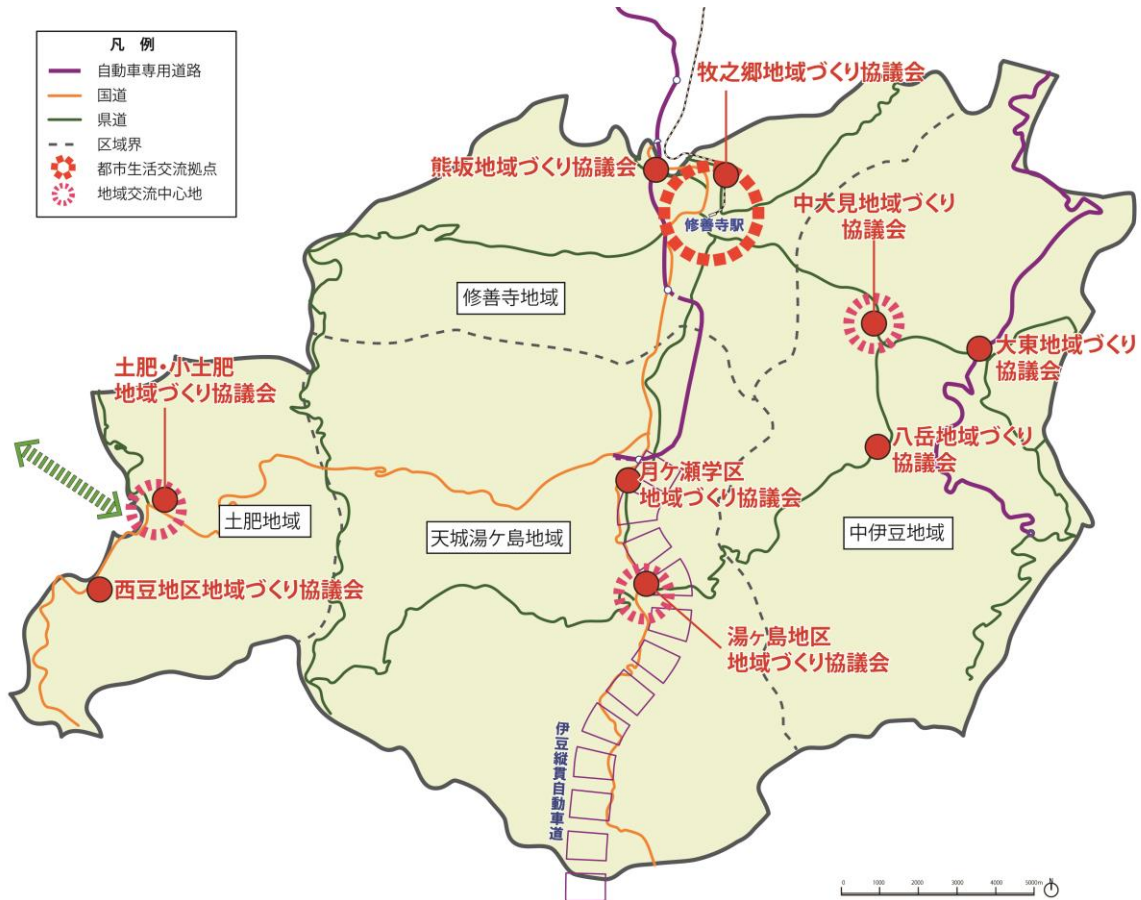 凡 例
自動車専用道路
国道
県道
区域界
都市生活交流拠点
地域交流中心地
牧之郷地域づくり協議会
熊坂地域づくり協議会
修善寺駅
中大見地域づくり
協議会
修善寺地域
大東地域づくり
協議会
土肥・小土肥
地域づくり協議会
八岳地域づくり
協議会
月ケ瀬学区
地域づくり協議会
土肥地域
天城湯ケ島地域
中伊豆地域
西豆地区地域づくり協議会
湯ヶ島地区
地域づくり協議会
伊豆縦貫自動車道
0 1000 2000 3000 4000 5000m
N